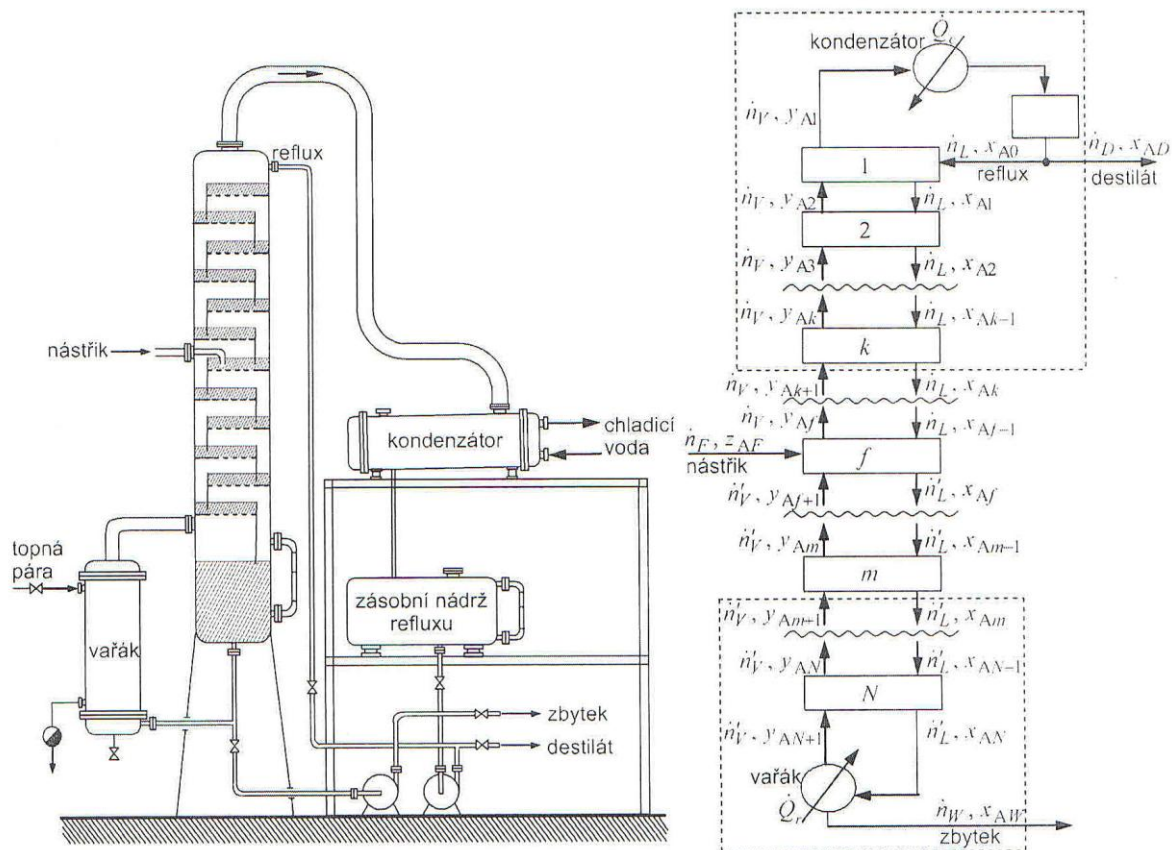 reflux
nástřik
kondenzátor
chladicí
voda
topná
pára
vařák
zásobní nádrž
refluxu
zbytek
destilát
kondenzátor
Q̇c
ṅV, yA1
ṅL, xA0
reflux
ṅD, xAD
destilát
1
ṅV, yA2
ṅL, xA1
2
ṅV, yA3
ṅL, xA2
ṅV, yAk
ṅL, xAk−1
k
ṅV, yAk+1
ṅL, xAk
ṅV, yAf
ṅL, xAf−1
ṅF, zAF
nástřik
f
ṅ'V, yAf+1
ṅ'L, xAf
ṅ'V, yAm
ṅ'L, xAm−1
m
ṅ'V, yAm+1
ṅ'L, xAm
ṅ'V, yAN
ṅ'L, xAN−1
N
ṅ'V, yAN+1
ṅ'L, xAN
vařák
Q̇r
ṅW, xAW
zbytek